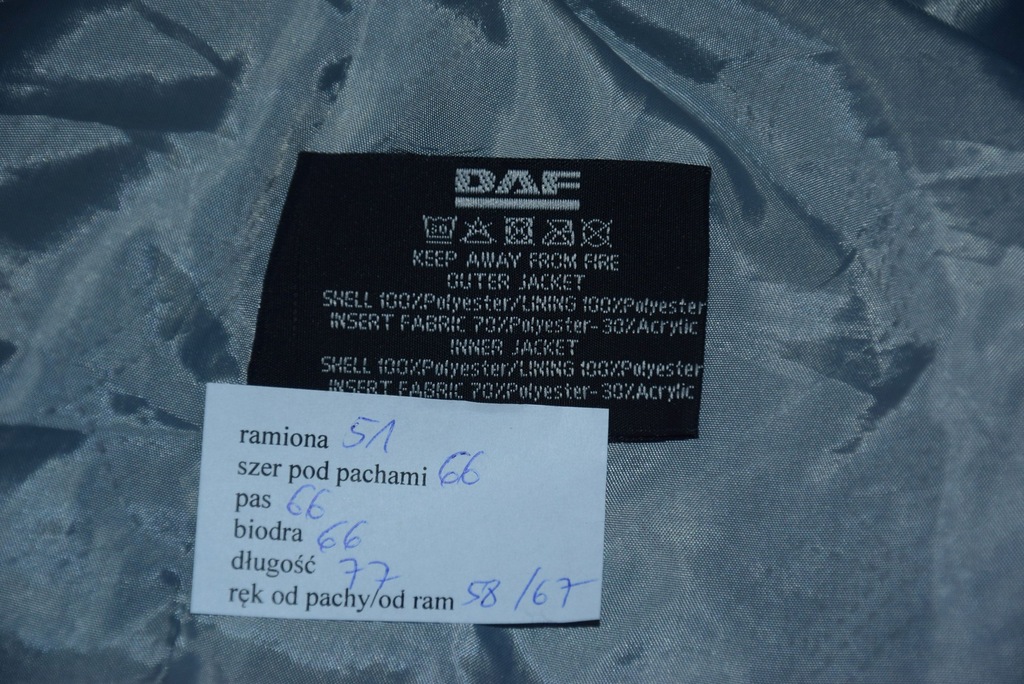 DAF
KEEP AWAY FROM FIRE
OUTER JACKET
SHELL 100%Polyester/LINING 100%Polyester
INSERT FABRIC 70%Polyester-30%Acrylic
INNER JACKET
SHELL 100%Polyester/LINING 100%Polyester
INSERT FABRIC 70%Polyester-30%Acrylic
ramiona 51
szer pod pachami 66
pas 66
biodra 66
długość 77
ręk od pachy/od ram 58 /67